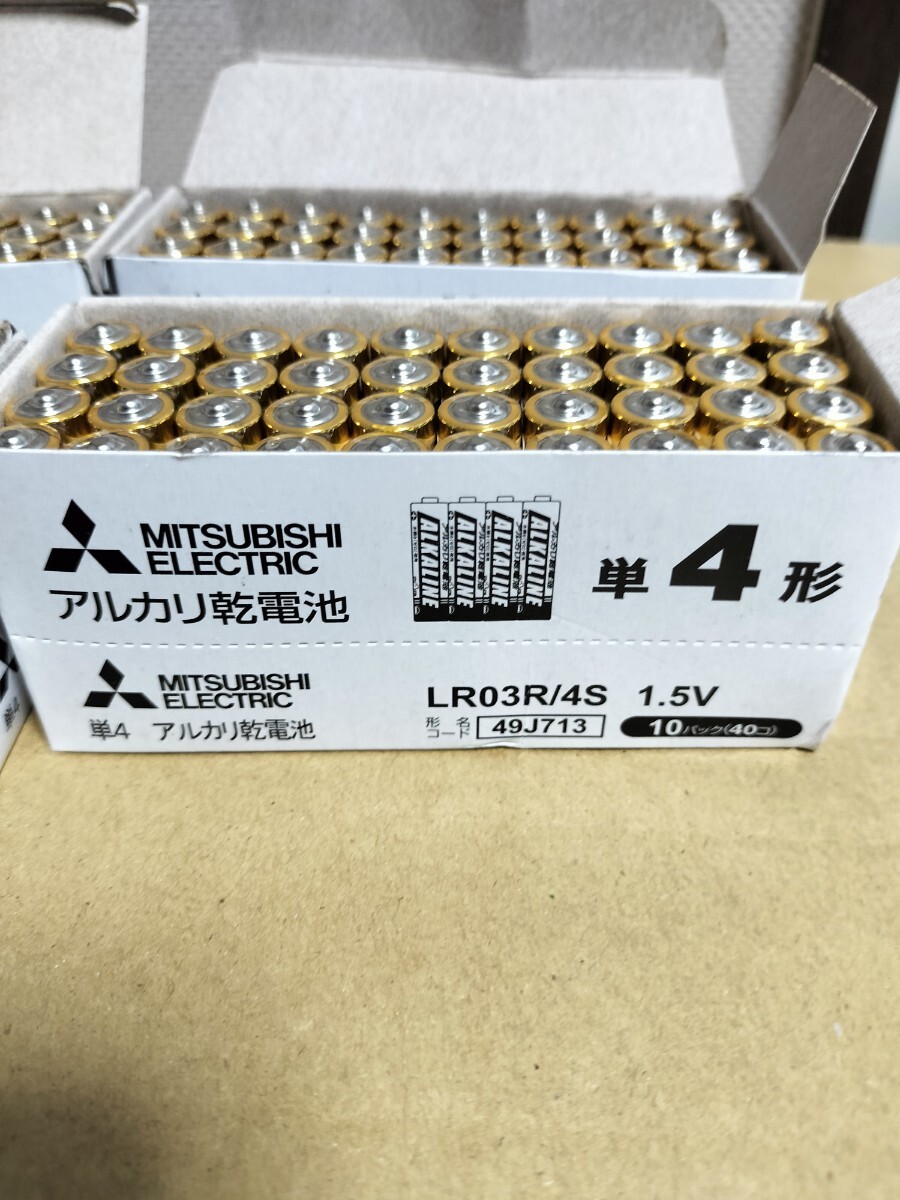 MITSUBISHI
ELECTRIC
アルカリ乾電池
ALKALINE
ALKALINE
ALKALINE
ALKALINE
単4形
MITSUBISHI
ELECTRIC
単4 アルカリ乾電池
LR03R/4S 1.5V
形名
コード 49J713
10パック(40コ)